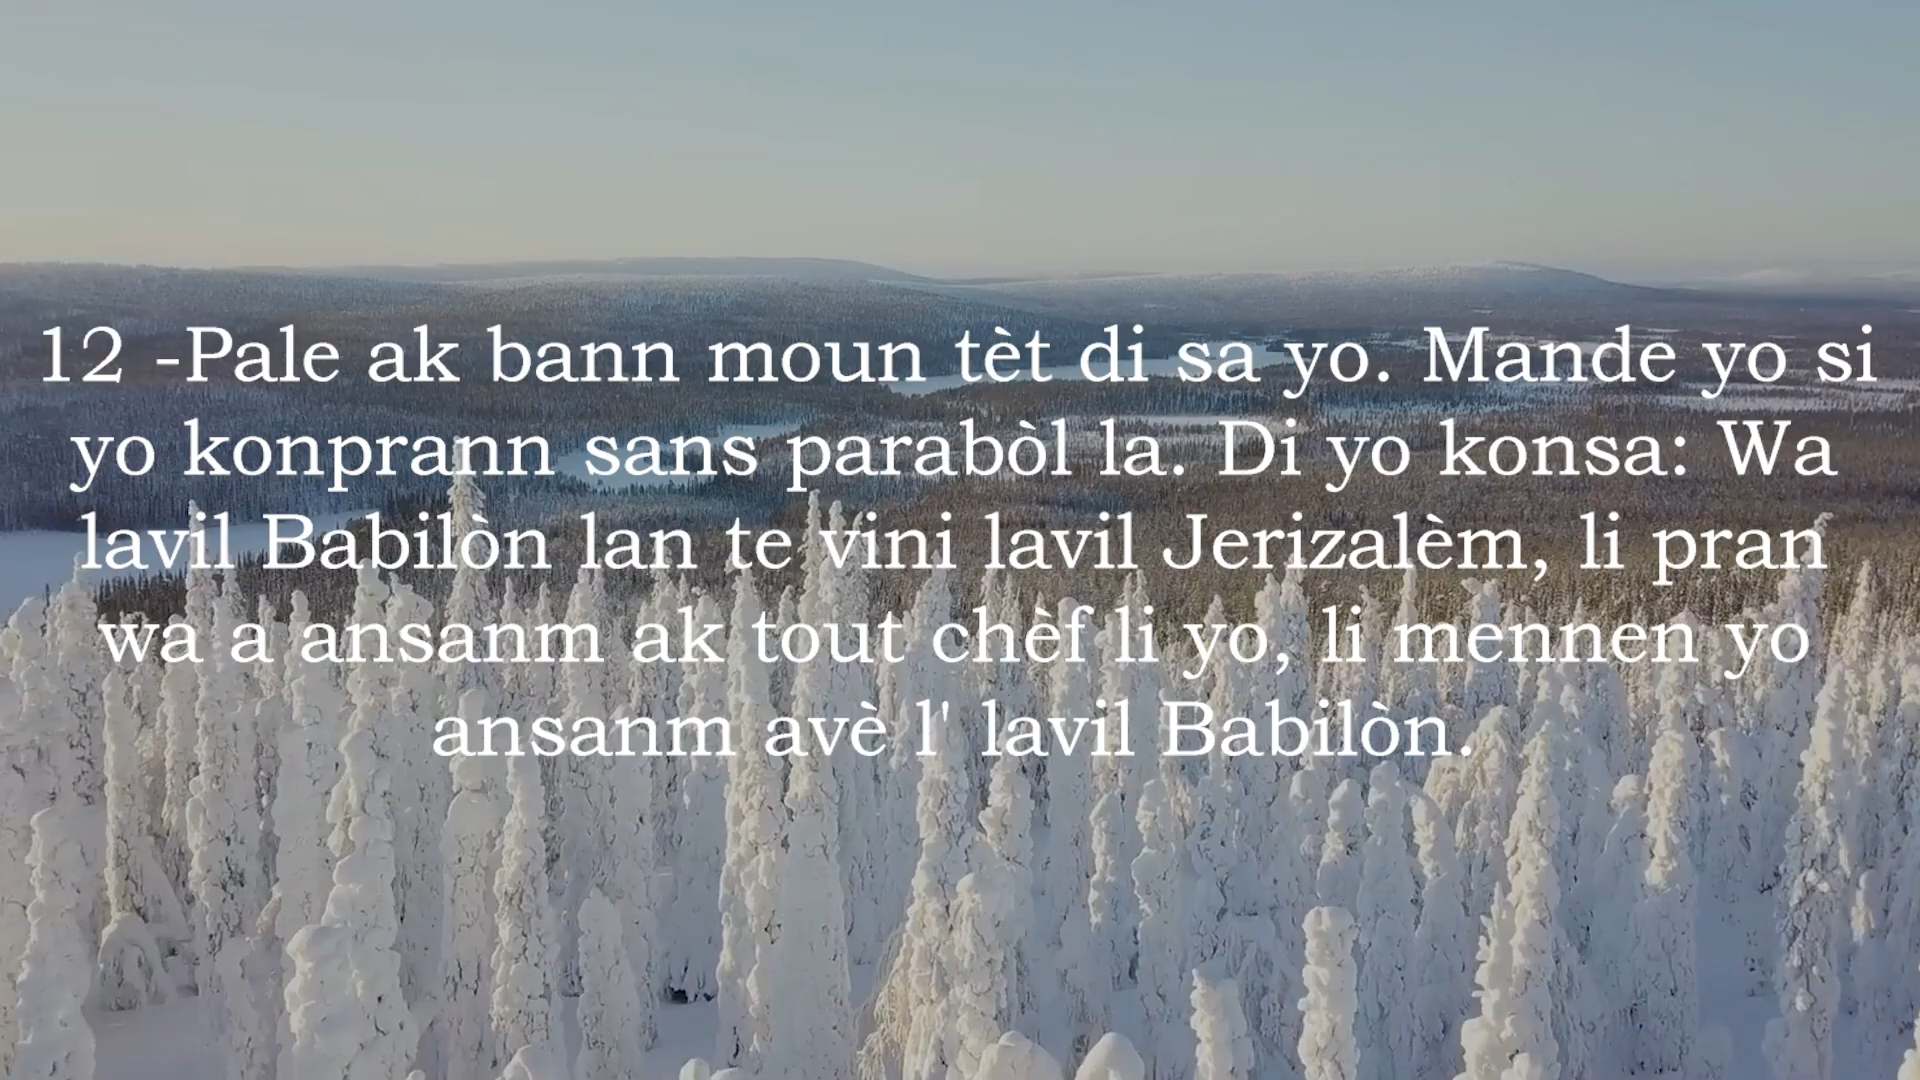 12 -Pale ak bann moun tèt di sa yo. Mande yo si
yo konprann sans parabòl la. Di yo konsa: Wa
lavil Babilòn lan te vini lavil Jerizalèm, li pran
wa a ansanm ak tout chèf li yo, li mennen yo
ansanm avè l' lavil Babilòn.